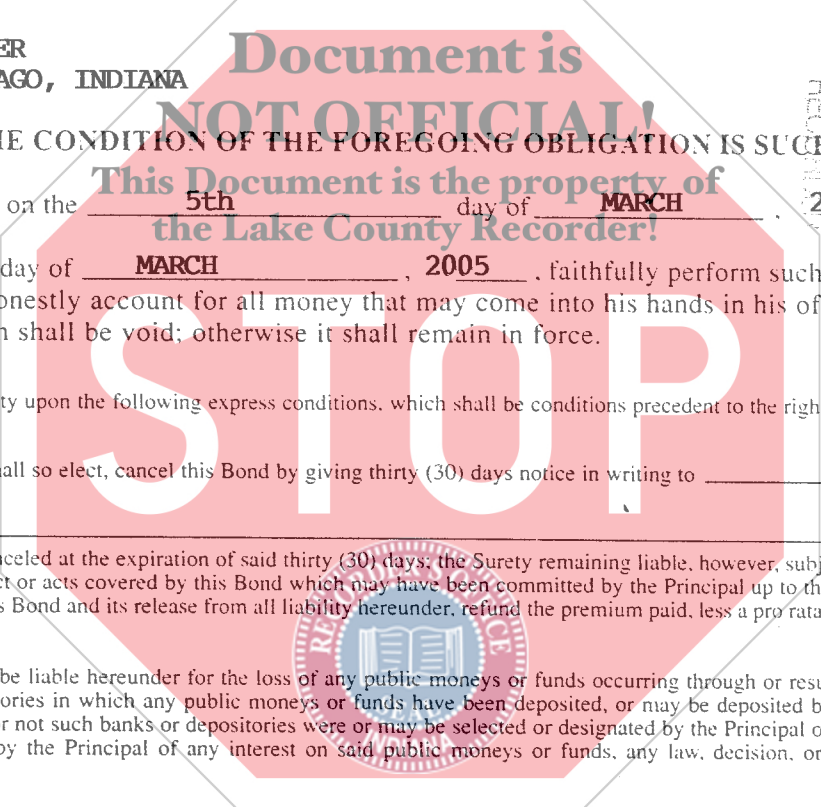 ER
AGO, INDIANA
Document is
NOT OFFICIAL!
HE CONDITION OF THE FOREGOING OBLIGATION IS SUCH
This Document is the property of
on the 5th day of MARCH , 2
the Lake County Recorder!
day of MARCH , 2005 , faithfully perform such
onestly account for all money that may come into his hands in his of
n shall be void; otherwise it shall remain in force.
STOP
ty upon the following express conditions, which shall be conditions precedent to the righ
all so elect, cancel this Bond by giving thirty (30) days notice in writing to
nceled at the expiration of said thirty (30) days; the Surety remaining liable, however, subj
ct or acts covered by this Bond which may have been committed by the Principal up to th
s Bond and its release from all liability hereunder, refund the premium paid, less a pro rata
be liable hereunder for the loss of any public moneys or funds occurring through or resu
ories in which any public moneys or funds have been deposited, or may be deposited b
or not such banks or depositories were or may be selected or designated by the Principal o
by the Principal of any interest on said public moneys or funds, any law, decision, or
SEAL
INDIANA